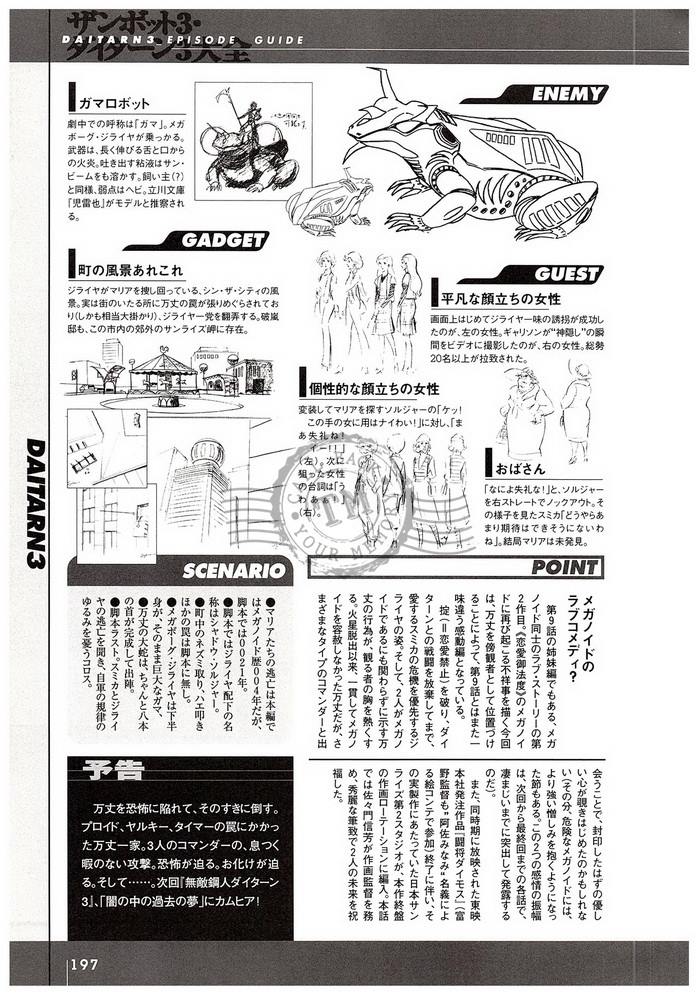 ザンボット3・
ダイターン3大全
DAITARN3 EPISODE GUIDE
ENEMY
ガマロボット
劇中での呼称は「ガマ」。メガ
ボーグ・ジライヤが乗っかる。
武器は、長く伸びる舌と口から
の火炎。吐き出す粘液はサン・
ビームをも溶かす。飼い主(?)
と同様、弱点はヘビ。立川文庫
『児雷也』がモデルと推察され
る。
GADGET
町の風景あれこれ
ジライヤがマリアを捜し回っている、シン・ザ・シティの風
景。実は街のいたる所に万丈の罠が張りめぐらされてお
り(しかも相当大掛かり)、ジライヤー党を翻弄する。破嵐
邸も、この市内の郊外のサンライズ岬に存在。
GUEST
平凡な顔立ちの女性
画面上はじめてジライヤー味の誘拐が成功し
たのが、左の女性。ギャリソンが“神隠し”の瞬
間をビデオに撮影したのが、右の女性。総勢
20名以上が拉致された。
個性的な顔立ちの女性
変装してマリアを探すソルジャーの「ケッ!
この手の女に用はナイわい!」に対し、「ま
あ失礼ね!
イーー!」
(左)。次に
狙った女性
の台詞は「う
わあぁ!」
(右)。
おばさん
「なによ失礼な!」と、ソルジャー
を右ストレートでノックアウト。そ
の様子を見たスミカ「どうやらあ
まり期待はできそうにないわ
ね」。結局マリアは未発見。
DAITARN3
SCENARIO
●マリアたちの逃亡は本編で
はメガノイド歴004年だが、
脚本では0021年。
●脚本ではジライヤ配下の名
称はシャドウ・ソルジャー。
●町中のネズミ取り、ハエ叩き
ほかの罠は脚本に無し。
●メガボーグ・ジライヤは下半
身が、そのまま巨大なガマ。
●万丈の大蛇は、ちゃんと八本
の首が完成して出陣。
●脚本ラスト。スミカとジライ
ヤの逃亡を聞き、自軍の規律の
ゆるみを憂うコロス。
POINT
メガノイドの
ラブコメディ?
第9話の姉妹編でもある、メガ
ノイド同士のラブ・ストーリーの第
2作目。《恋愛御法度》のメガノイ
ドに再び起こる不祥事を描く今回
は、万丈を傍観者として位置づけ
ることによって、第9話とはまた一
味違う感動編となっている。
掟(=恋愛禁止)を破り、ダイ
ターンとの戦闘を放棄してまで、
愛するスミカの危機を優先するジ
ライヤの姿。そして、2人がメガノ
イドであるにも関わらずに示す万
丈の行為が、観る者の胸を熱くす
る。火星脱出以来、一貫してメガノ
イドを容赦しなかった万丈だが、さ
まざまなタイプのコマンダーと出
会うことで、封印したはずの優し
い心が覗きはじめたのかもしれな
い(その分、危険なメガノイドには、
より強い憎しみを抱くようになっ
た節もある。この2つの感情の振幅
は、次回から最終回までの各話で、
凄まじいまでに突出して発露する
のだ)。
また、同時期に放映された東映
本社発注作品『闘将ダイモス』(富
野監督も“阿佐みなみ”名義によ
る絵コンテで参加)終了に伴い、そ
の実製作にあたっていた日本サン
ライズ第2スタジオが、本作終盤
の作画ローテーションに編入。本話
では佐々門信芳が作画監督を務
め、秀麗な筆致で2人の未来を祝
福した。
予告
万丈を恐怖に陥れて、そのすきに倒す。
プロイド、ヤルキー、タイマーの罠にかかっ
た万丈一家。3人のコマンダーの、息つく
暇のない攻撃。恐怖が迫る。お化けが迫
る。そして……。次回『無敵鋼人ダイターン
3』、「闇の中の過去の夢」にカムヒア!
197
TM
YOUR MEMO